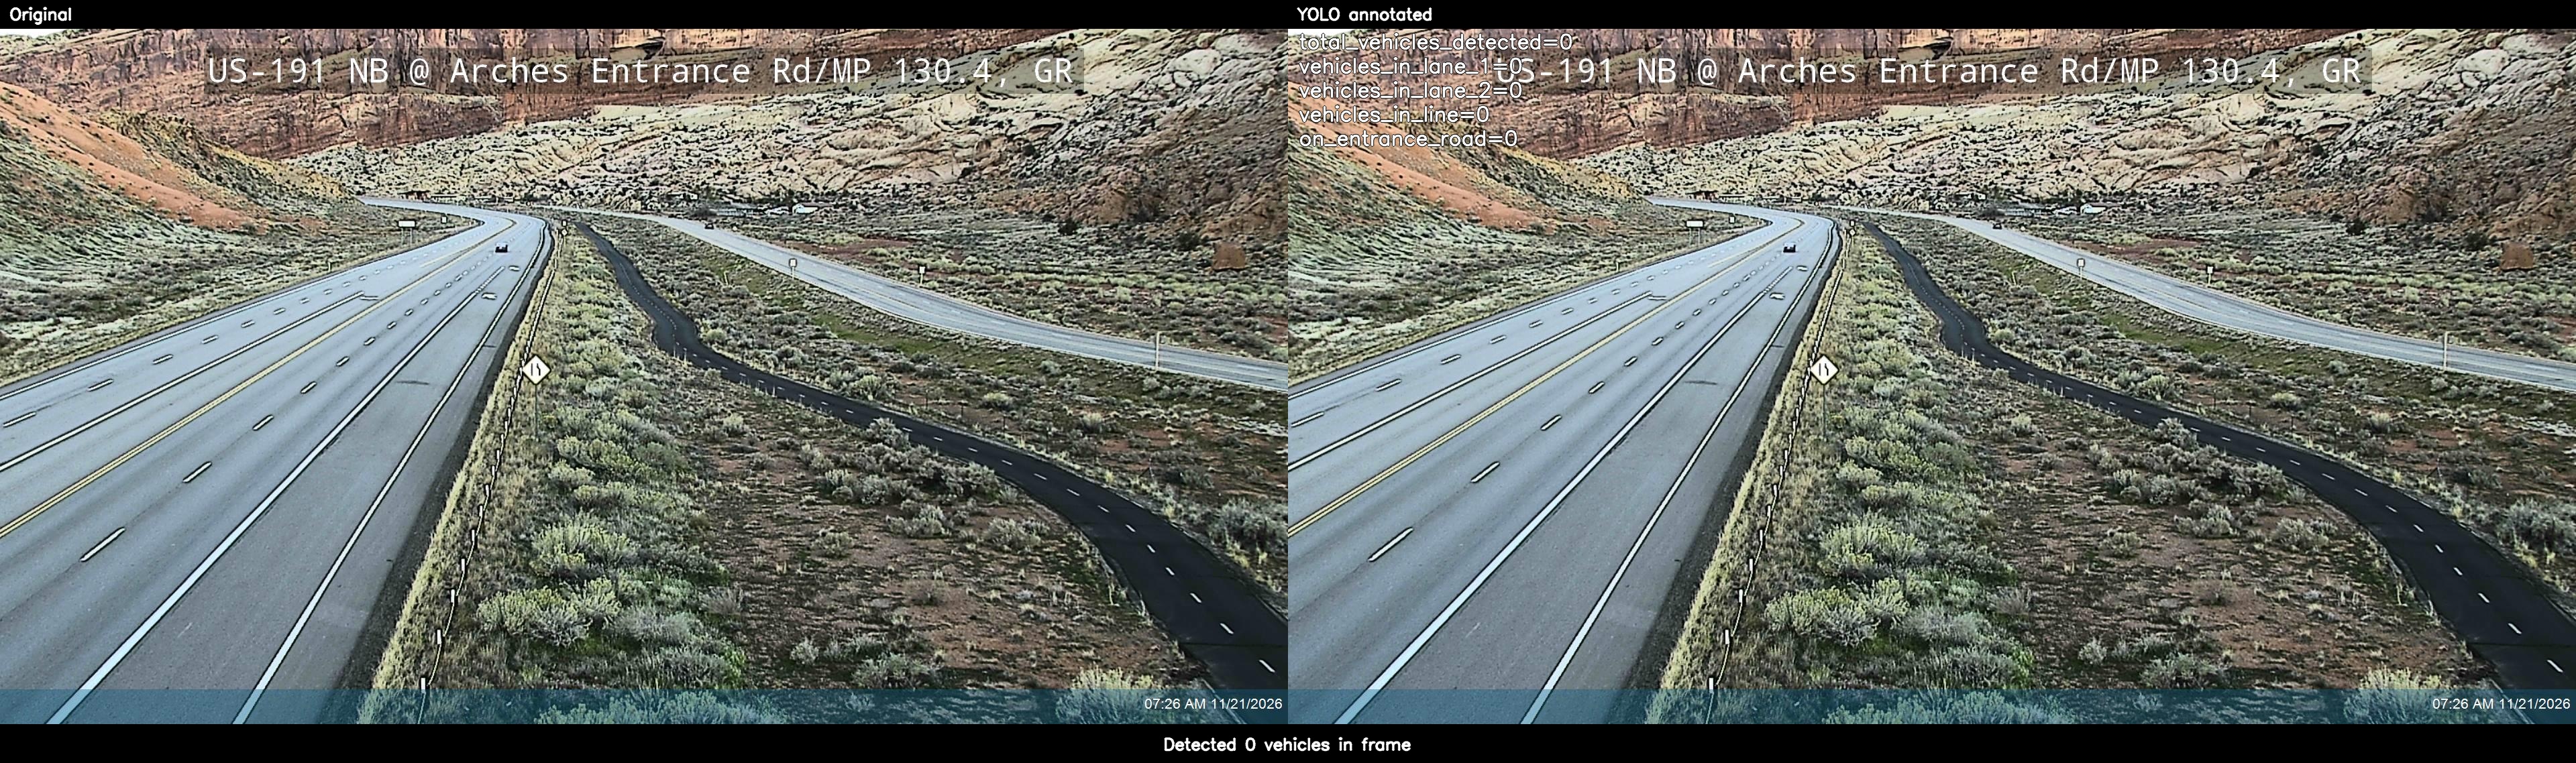 Original
US-191 NB @ Arches Entrance Rd/MP 130.4, GR
07:26 AM 11/21/2026
YOLO annotated
total_vehicles_detected=0
vehicles_in_lane_1=0
US-191 NB @ Arches Entrance Rd/MP 130.4, GR
vehicles_in_lane_2=0
vehicles_in_line=0
on_entrance_road=0
07:26 AM 11/21/2026
Detected 0 vehicles in frame